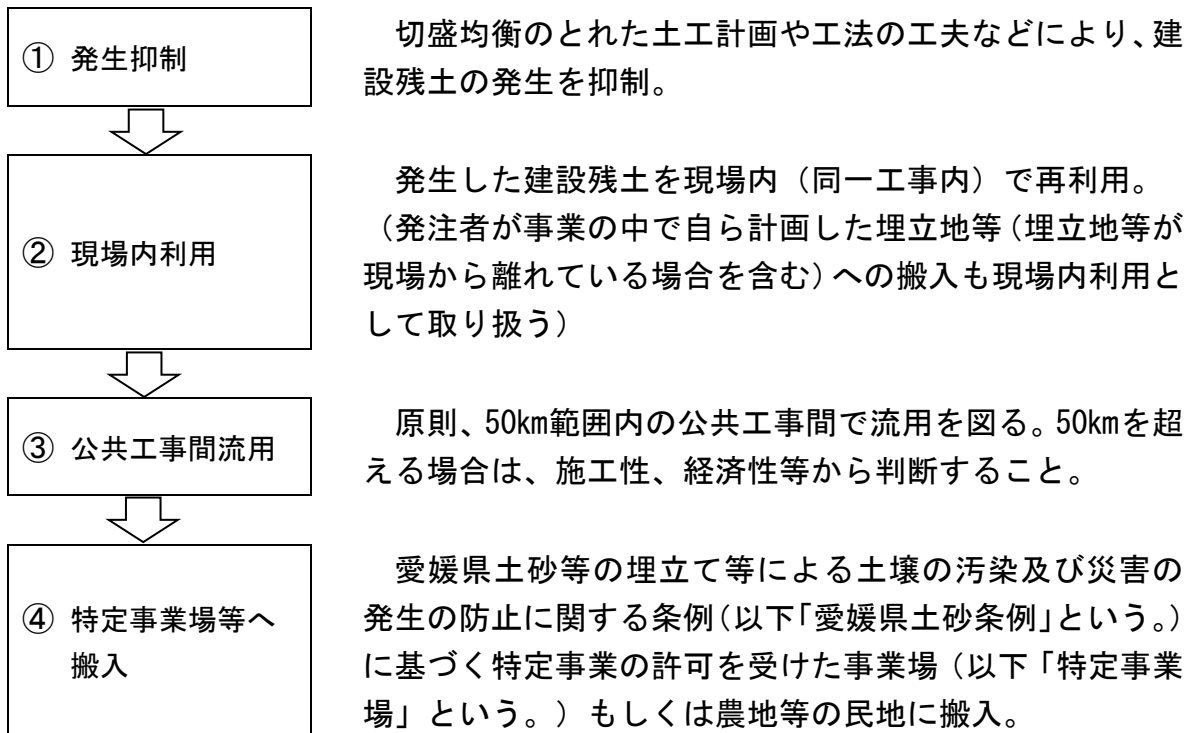 ① 発生抑制
切盛均衡のとれた土工計画や工法の工夫などにより、建
設残土の発生を抑制。
② 現場内利用
発生した建設残土を現場内（同一工事内）で再利用。
（発注者が事業の中で自ら計画した埋立地等（埋立地等が
現場から離れている場合を含む）への搬入も現場内利用と
して取り扱う）
③ 公共工事間流用
原則、50km範囲内の公共工事間で流用を図る。50kmを超
える場合は、施工性、経済性等から判断すること。
④ 特定事業場等へ
搬入
愛媛県土砂等の埋立て等による土壌の汚染及び災害の
発生の防止に関する条例（以下「愛媛県土砂条例」という。）
に基づく特定事業の許可を受けた事業場（以下「特定事業
場」という。）もしくは農地等の民地に搬入。